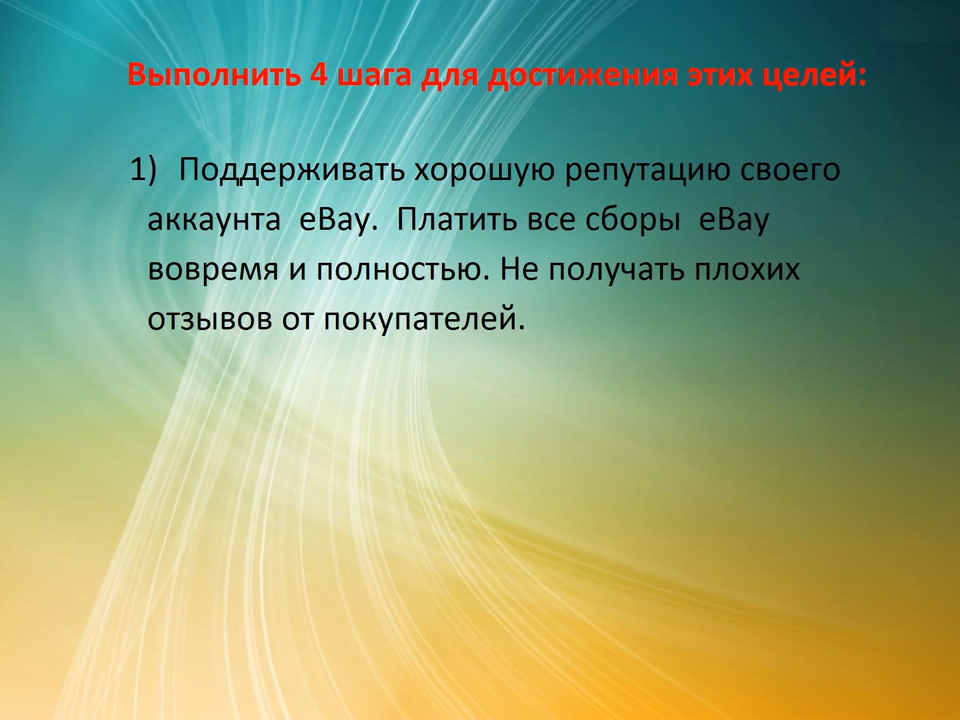 Выполнить 4 шага для достижения этих целей:
1) Поддерживать хорошую репутацию своего
аккаунта eBay. Платить все сборы eBay
вовремя и полностью. Не получать плохих
отзывов от покупателей.